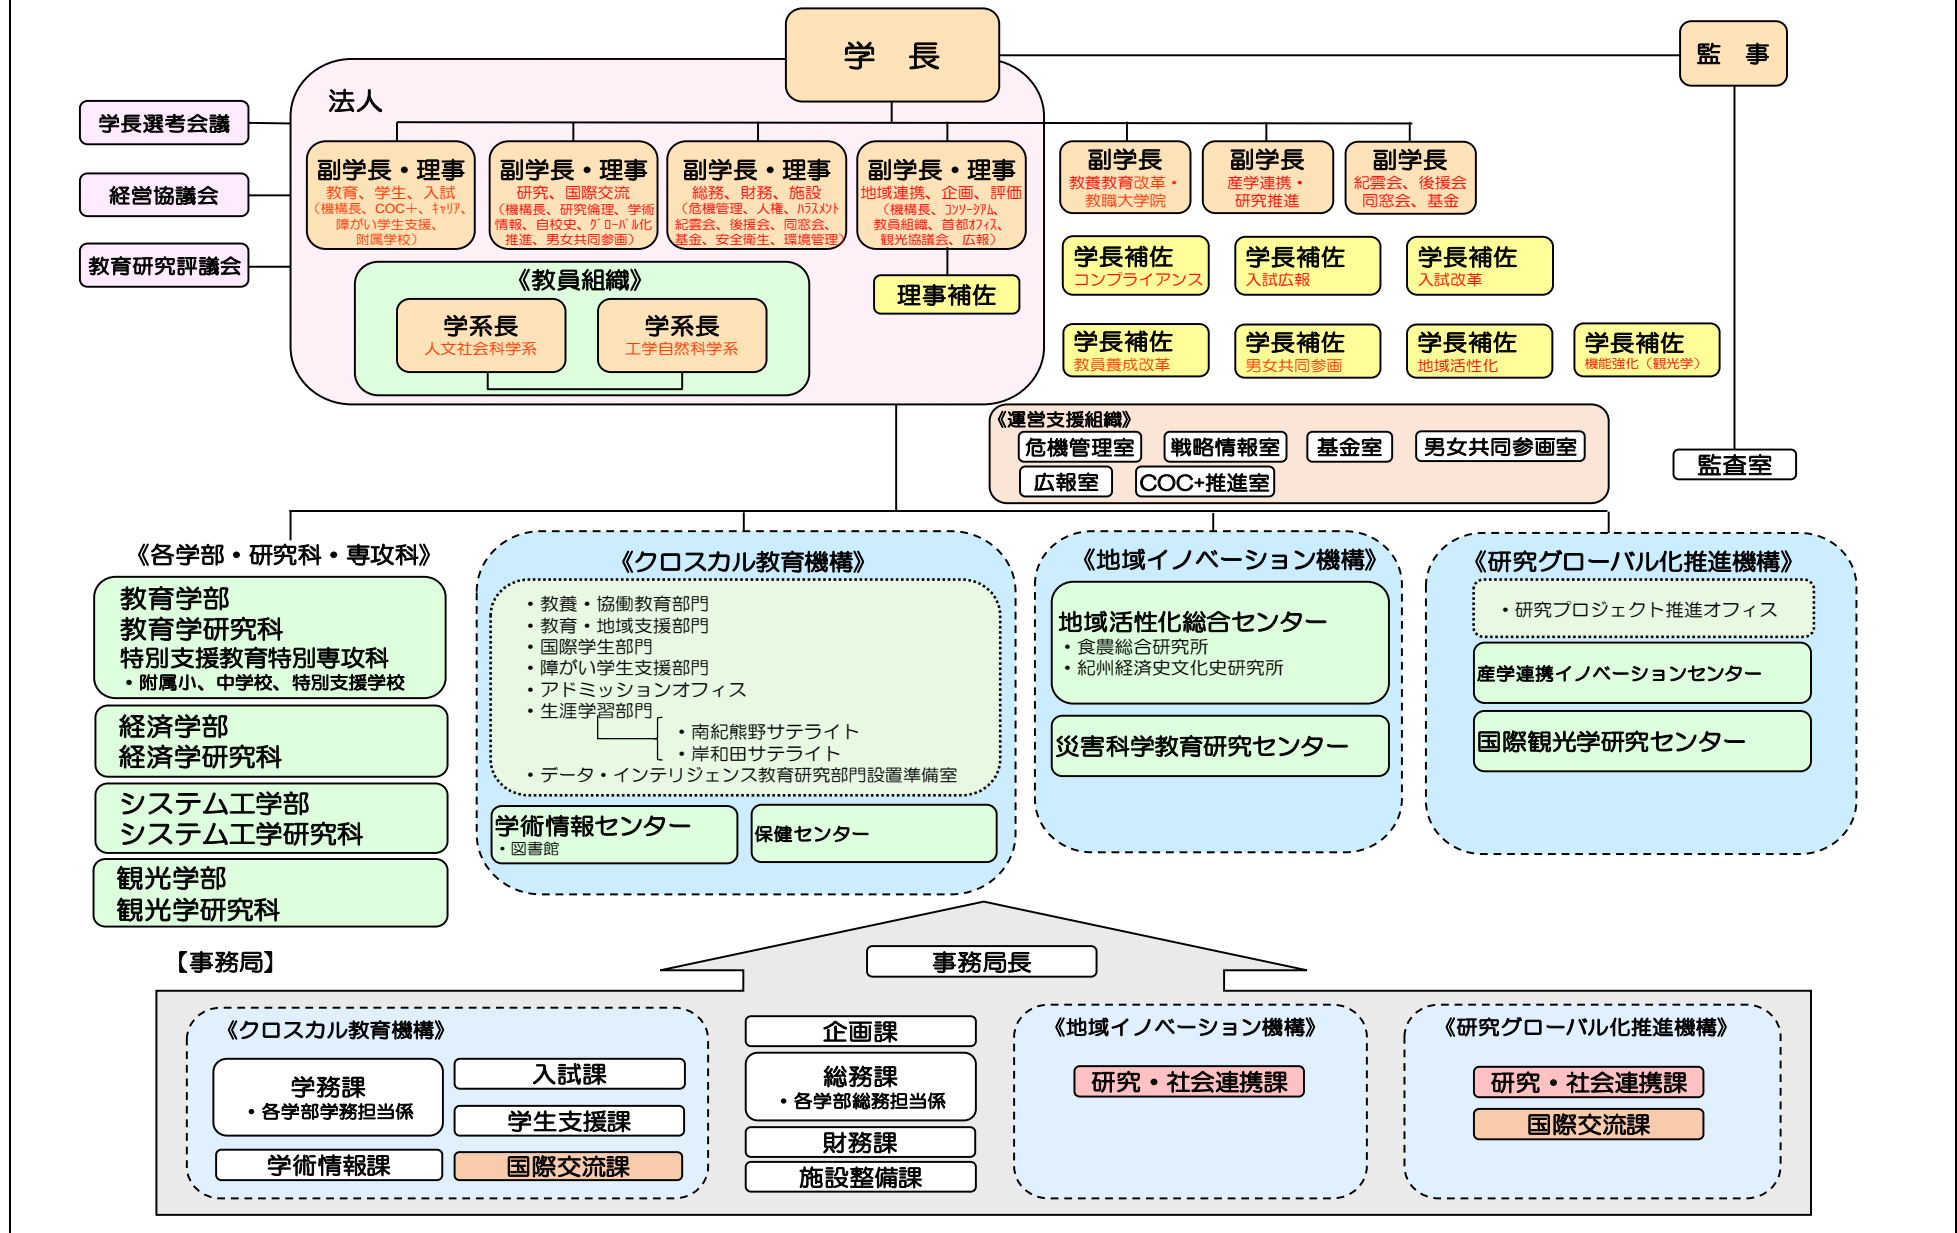 学　長
監　事
法人
学長選考会議
経営協議会
教育研究評議会
副学長・理事
教育、学生、入試
（機構長、COC＋、ｷｬﾘｱ、
障がい学生支援、
附属学校）
副学長・理事
研究、国際交流
（機構長、研究倫理、学術
情報、自校史、ｸﾞﾛｰﾊﾞﾙ化
推進、男女共同参画）
副学長・理事
総務、財務、施設
（危機管理、人権、ﾊﾗｽﾒﾝﾄ
紀雲会、後援会、同窓会、
基金、安全衛生、環境管理）
副学長・理事
地域連携、企画、評価
（機構長、ｺﾝｿｰｼｱﾑ、
教員組織、首都ｵﾌｨｽ、
観光協議会、広報）
副学長
教養教育改革・
教職大学院
副学長
産学連携・
研究推進
副学長
紀雲会、後援会
同窓会、基金
理事補佐
学長補佐
コンプライアンス
学長補佐
入試広報
学長補佐
入試改革
学長補佐
教員養成改革
学長補佐
男女共同参画
学長補佐
地域活性化
学長補佐
機能強化（観光学）
《教員組織》
学系長
人文社会科学系
学系長
工学自然科学系
《運営支援組織》
危機管理室
戦略情報室
基金室
男女共同参画室
広報室
COC+推進室
監査室
《各学部・研究科・専攻科》
教育学部
教育学研究科
特別支援教育特別専攻科
・附属小、中学校、特別支援学校
経済学部
経済学研究科
システム工学部
システム工学研究科
観光学部
観光学研究科
《クロスカル教育機構》
・教養・協働教育部門
・教育・地域支援部門
・国際学生部門
・障がい学生支援部門
・アドミッションオフィス
・生涯学習部門
・南紀熊野サテライト
・岸和田サテライト
・データ・インテリジェンス教育研究部門設置準備室
学術情報センター
・図書館
保健センター
《地域イノベーション機構》
地域活性化総合センター
・食農総合研究所
・紀州経済史文化史研究所
災害科学教育研究センター
《研究グローバル化推進機構》
・研究プロジェクト推進オフィス
産学連携イノベーションセンター
国際観光学研究センター
【事務局】
事務局長
《クロスカル教育機構》
学務課
・各学部学務担当係
学術情報課
入試課
学生支援課
国際交流課
企画課
総務課
・各学部総務担当係
財務課
施設整備課
《地域イノベーション機構》
研究・社会連携課
《研究グローバル化推進機構》
研究・社会連携課
国際交流課